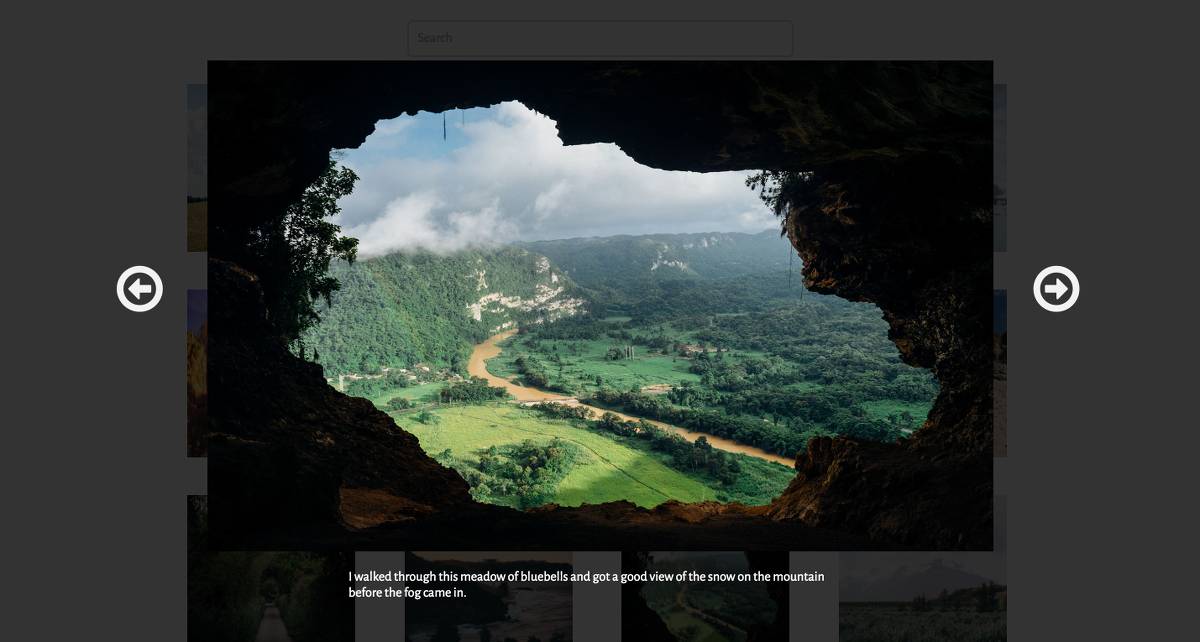 Search
I walked through this meadow of bluebells and got a good view of the snow on the mountain
before the fog came in.